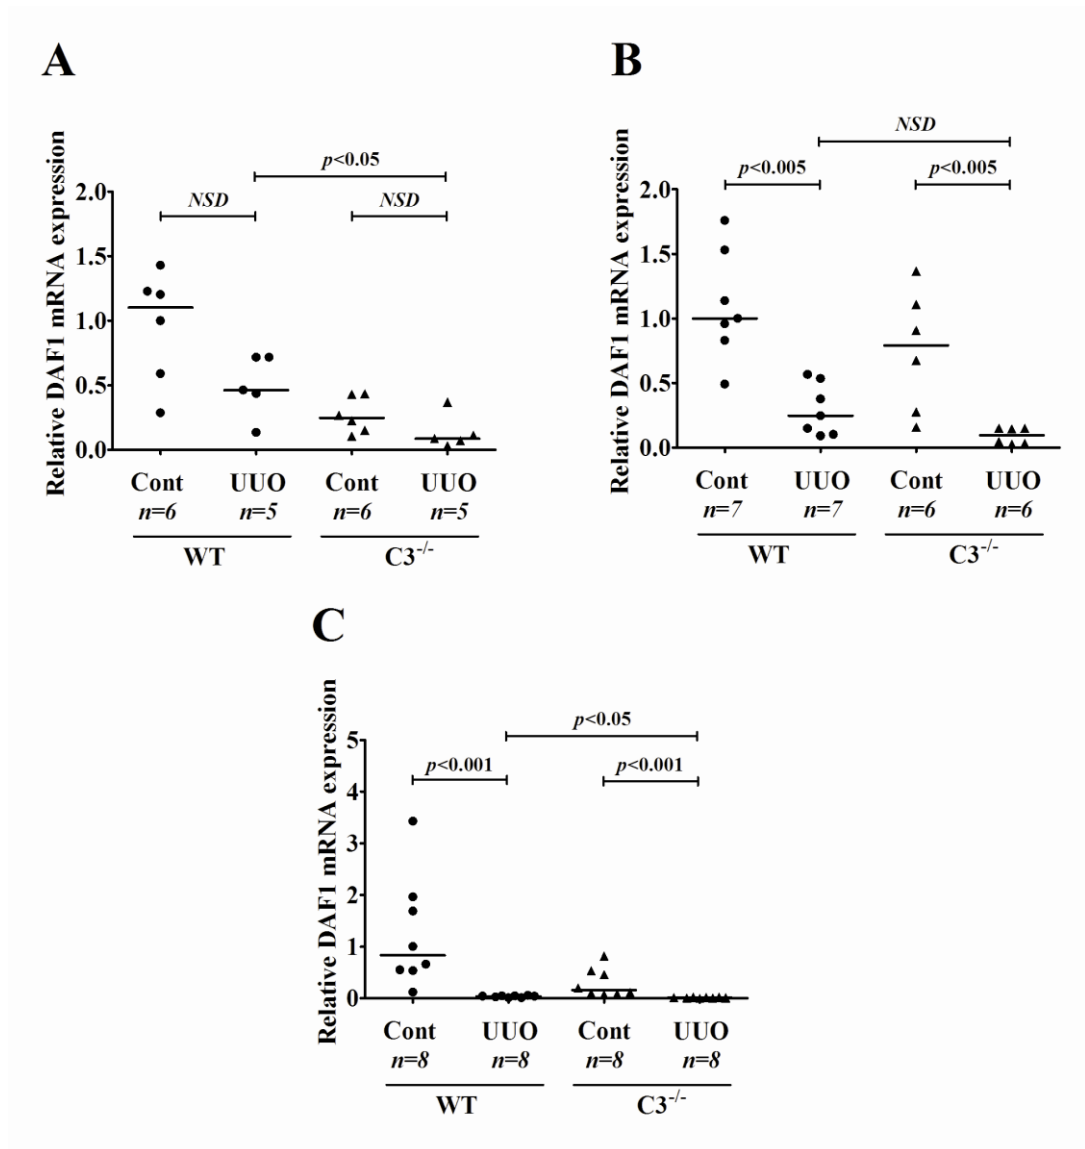 A
Relative DAF1 mRNA expression
p<0.05
NSD
NSD
2.0
1.5
1.0
0.5
0.0
Cont
UUO
Cont
UUO
n=6
n=5
n=6
n=5
WT
C3-/-
B
Relative DAF1 mRNA expression
NSD
p<0.005
p<0.005
2.0
1.5
1.0
0.5
0.0
Cont
UUO
Cont
UUO
n=7
n=7
n=6
n=6
WT
C3-/-
C
Relative DAF1 mRNA expression
p<0.05
p<0.001
p<0.001
5
4
3
2
1
0
Cont
UUO
Cont
UUO
n=8
n=8
n=8
n=8
WT
C3-/-